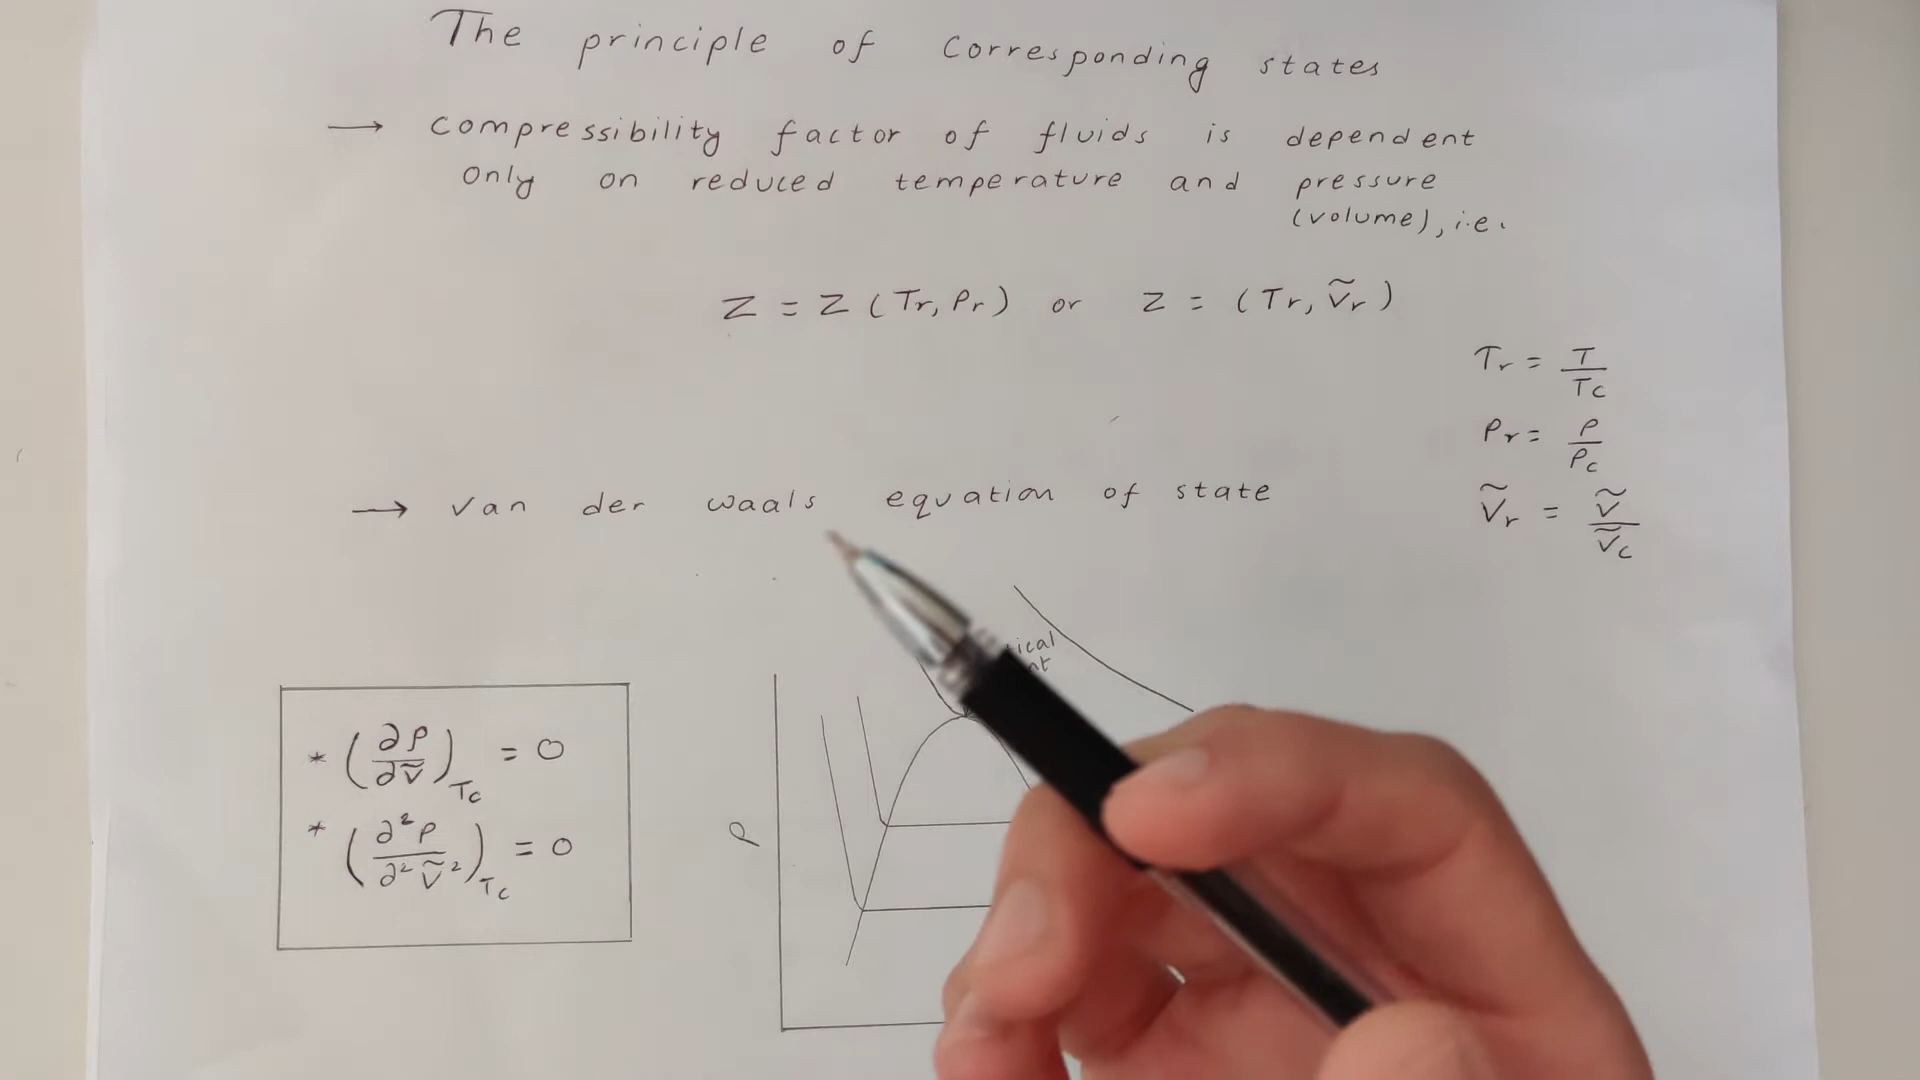 The principle of corresponding states
→ compressibility factor of fluids is dependent
only on reduced temperature and pressure
(volume), i.e.
Z = Z (Tr, Pr) or Z = (Tr, Ṽr)
Tr = T/Tc
Pr = P/Pc
Ṽr = Ṽ/Ṽc
→ van der waals equation of state
* (∂P/∂Ṽ)Tc = 0
* (∂²P/∂²Ṽ²)Tc = 0
P